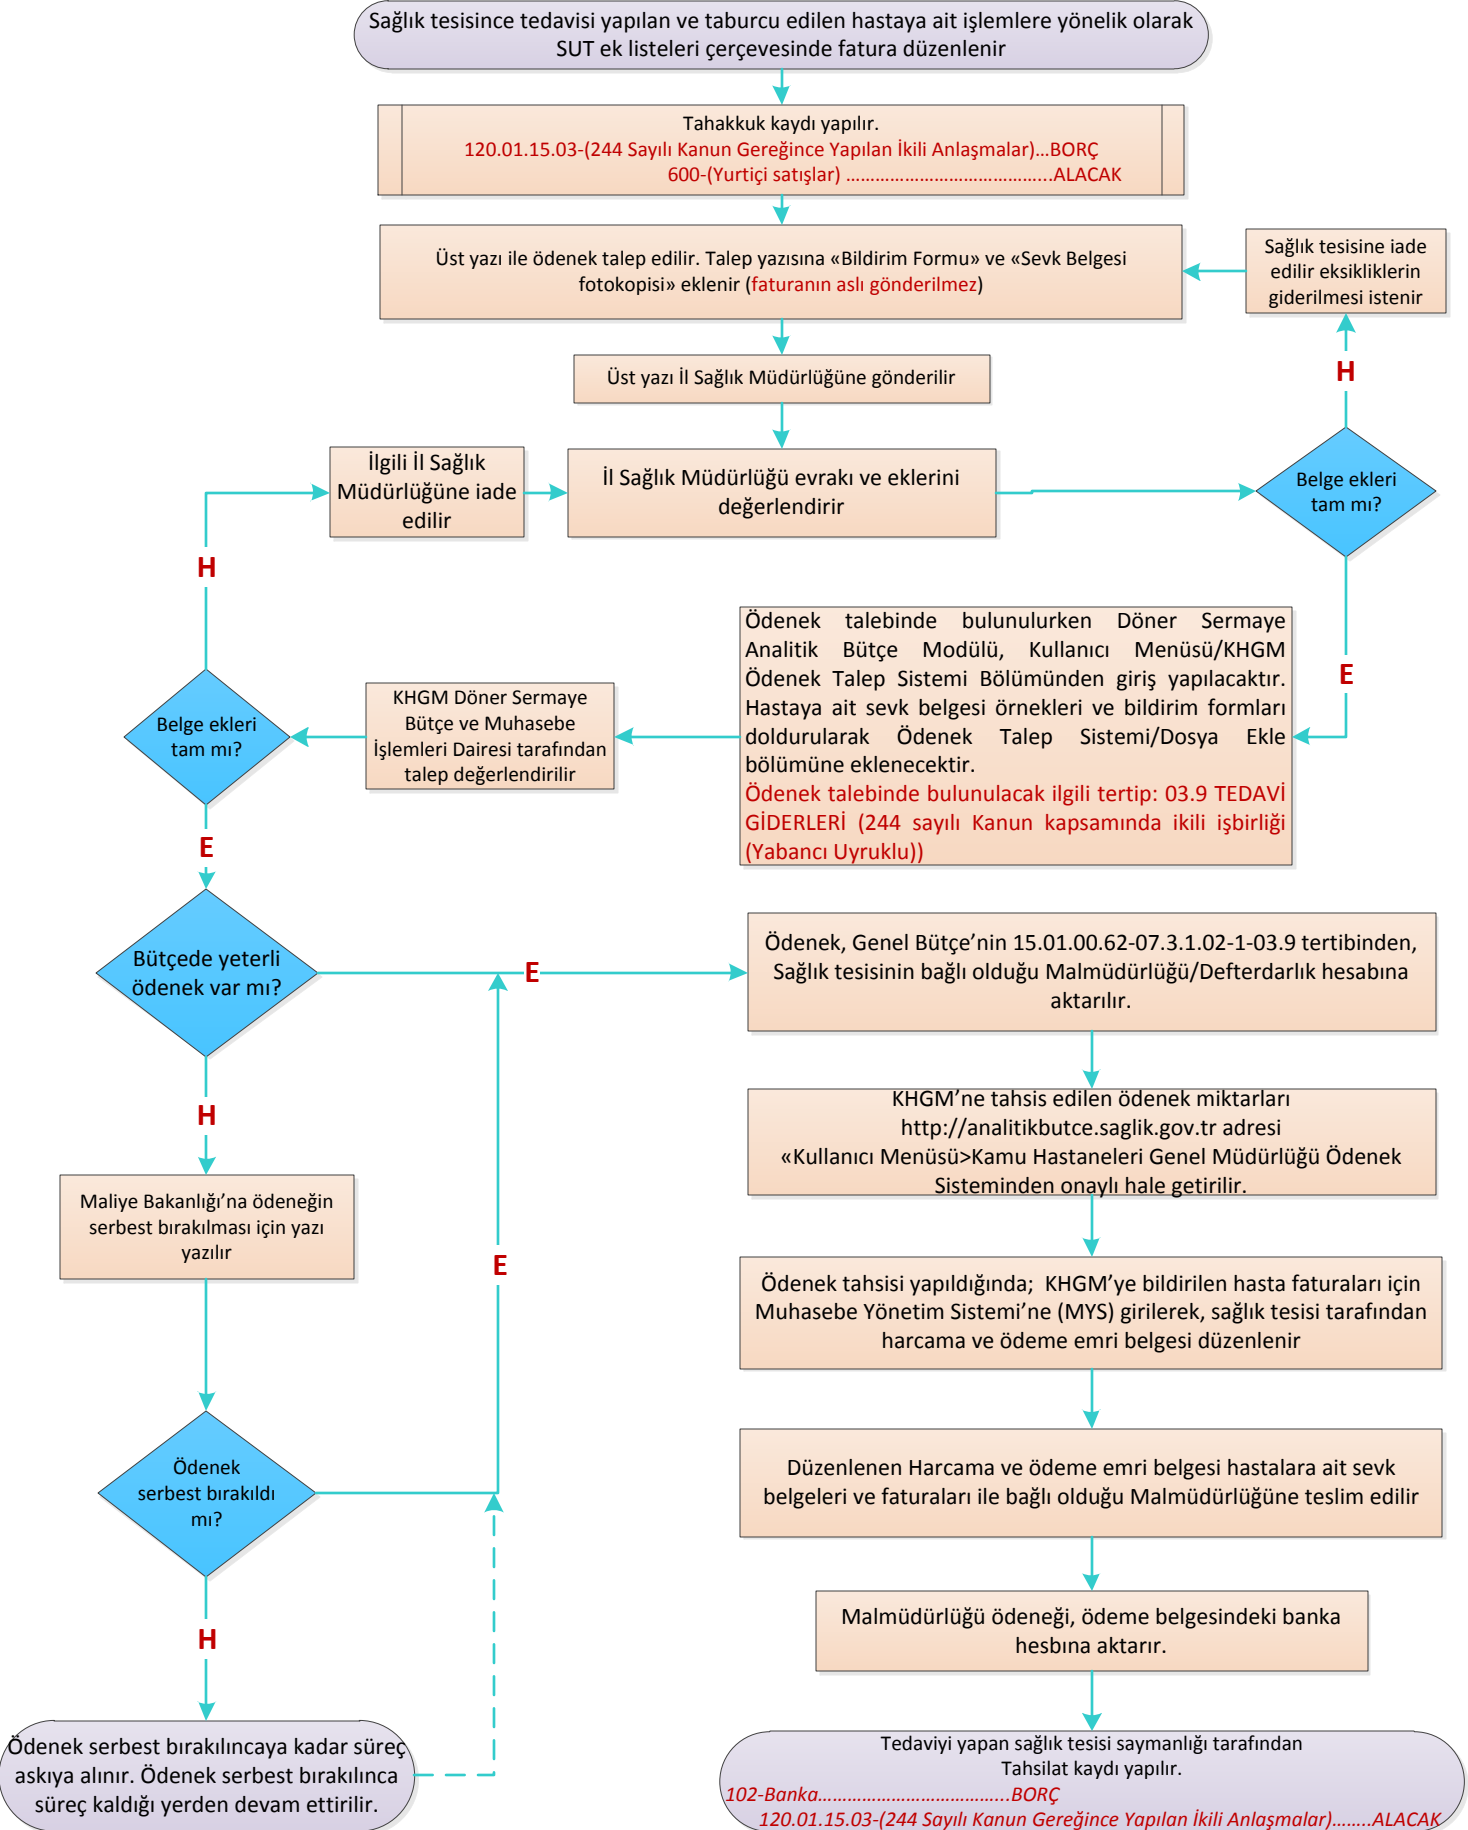 Sağlık tesisince tedavisi yapılan ve taburcu edilen hastaya ait işlemlere yönelik olarak
SUT ek listeleri çerçevesinde fatura düzenlenir
Tahakkuk kaydı yapılır.
120.01.15.03-(244 Sayılı Kanun Gereğince Yapılan İkili Anlaşmalar)…BORÇ
600-(Yurtiçi satışlar) …………………………………...ALACAK
Üst yazı ile ödenek talep edilir. Talep yazısına «Bildirim Formu» ve «Sevk Belgesi
fotokopisi» eklenir (faturanın aslı gönderilmez)
Sağlık tesisine iade
edilir eksikliklerin
giderilmesi istenir
Üst yazı İl Sağlık Müdürlüğüne gönderilir
H
İlgili İl Sağlık
Müdürlüğüne iade
edilir
İl Sağlık Müdürlüğü evrakı ve eklerini
değerlendirir
Belge ekleri
tam mı?
H
E
Ödenek talebinde bulunulurken Döner Sermaye
Analitik Bütçe Modülü, Kullanıcı Menüsü/KHGM
Ödenek Talep Sistemi Bölümünden giriş yapılacaktır.
Hastaya ait sevk belgesi örnekleri ve bildirim formları
doldurularak Ödenek Talep Sistemi/Dosya Ekle
bölümüne eklenecektir.
Ödenek talebinde bulunulacak ilgili tertip: 03.9 TEDAVİ
GİDERLERİ (244 sayılı Kanun kapsamında ikili işbirliği
(Yabancı Uyruklu))
KHGM Döner Sermaye
Bütçe ve Muhasebe
İşlemleri Dairesi tarafından
talep değerlendirilir
Belge ekleri
tam mı?
E
Bütçede yeterli
ödenek var mı?
E
Ödenek, Genel Bütçe’nin 15.01.00.62-07.3.1.02-1-03.9 tertibinden,
Sağlık tesisinin bağlı olduğu Malmüdürlüğü/Defterdarlık hesabına
aktarılır.
H
KHGM’ne tahsis edilen ödenek miktarları
http://analitikbutce.saglik.gov.tr adresi
«Kullanıcı Menüsü>Kamu Hastaneleri Genel Müdürlüğü Ödenek
Sisteminden onaylı hale getirilir.
Maliye Bakanlığı’na ödeneğin
serbest bırakılması için yazı
yazılır
E
Ödenek tahsisi yapıldığında;  KHGM’ye bildirilen hasta faturaları için
Muhasebe Yönetim Sistemi’ne (MYS) girilerek, sağlık tesisi tarafından
harcama ve ödeme emri belgesi düzenlenir
Ödenek
serbest bırakıldı
mı?
Düzenlenen Harcama ve ödeme emri belgesi hastalara ait sevk
belgeleri ve faturaları ile bağlı olduğu Malmüdürlüğüne teslim edilir
H
Malmüdürlüğü ödeneği, ödeme belgesindeki banka
hesbına aktarır.
Ödenek serbest bırakılıncaya kadar süreç
askıya alınır. Ödenek serbest bırakılınca
süreç kaldığı yerden devam ettirilir.
Tedaviyi yapan sağlık tesisi saymanlığı tarafından
Tahsilat kaydı yapılır.
102-Banka…………………………………..BORÇ
120.01.15.03-(244 Sayılı Kanun Gereğince Yapılan İkili Anlaşmalar)……..ALACAK